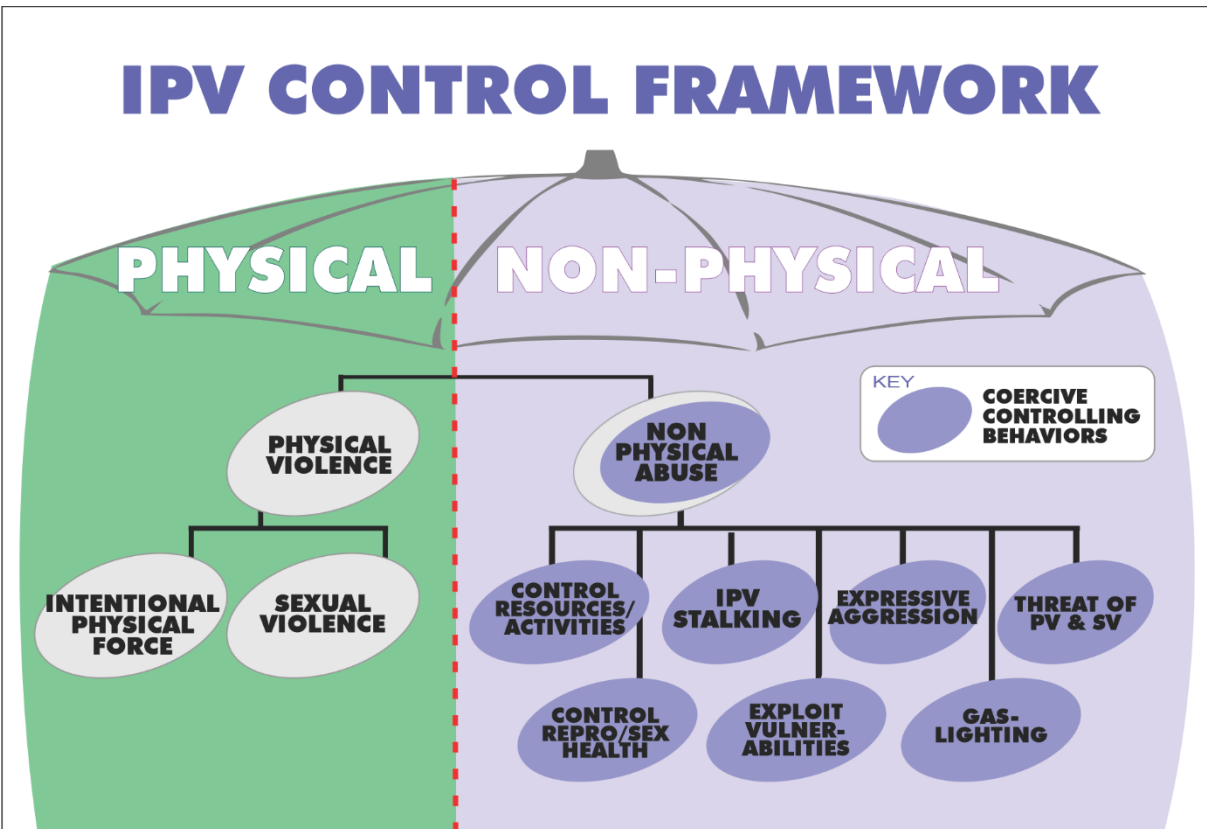 IPV CONTROL FRAMEWORK
PHYSICAL
NON-PHYSICAL
KEY
COERCIVE
CONTROLLING
BEHAVIORS
PHYSICAL
VIOLENCE
NON
PHYSICAL
ABUSE
INTENTIONAL
PHYSICAL
FORCE
SEXUAL
VIOLENCE
CONTROL
RESOURCES/
ACTIVITIES
IPV
STALKING
EXPRESSIVE
AGGRESSION
THREAT OF
PV & SV
CONTROL
REPRO/SEX
HEALTH
EXPLOIT
VULNER-
ABILITIES
GAS-
LIGHTING